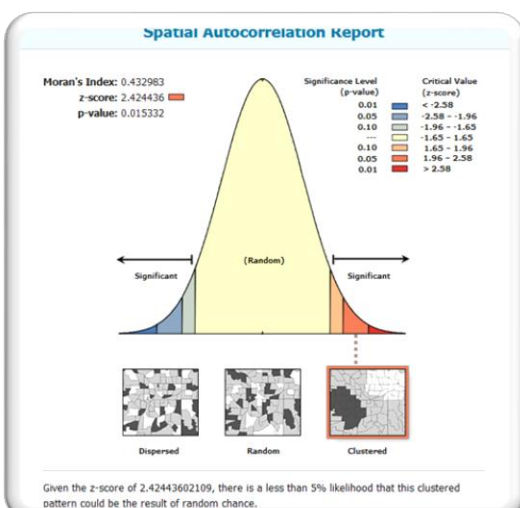 Spatial Autocorrelation Report
Moran's Index: 0.432983
z-score: 2.424436
p-value: 0.015332
Significance Level
(p-value)
Critical Value
(z-score)
0.01 < -2.58
0.05 -2.58 – -1.96
0.10 -1.96 – -1.65
--- -1.65 – 1.65
0.10 1.65 – 1.96
0.05 1.96 – 2.58
0.01 > 2.58
(Random)
Significant
Significant
Dispersed
Random
Clustered
Given the z-score of 2.42443602109, there is a less than 5% likelihood that this clustered
pattern could be the result of random chance.